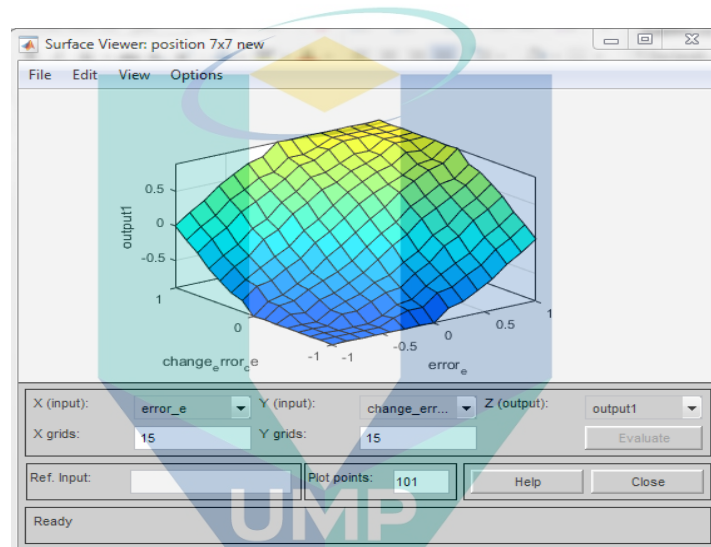 Surface Viewer: position 7x7 new
File Edit View Options
output1
0.5
0
-0.5
1
0
-1
change_error_ce
-1
-0.5
0
0.5
1
error_e
X (input): error_e Y (input): change_err... Z (output): output1
X grids: 15 Y grids: 15 Evaluate
Ref. Input: Plot points: 101 Help Close
Ready
UMP